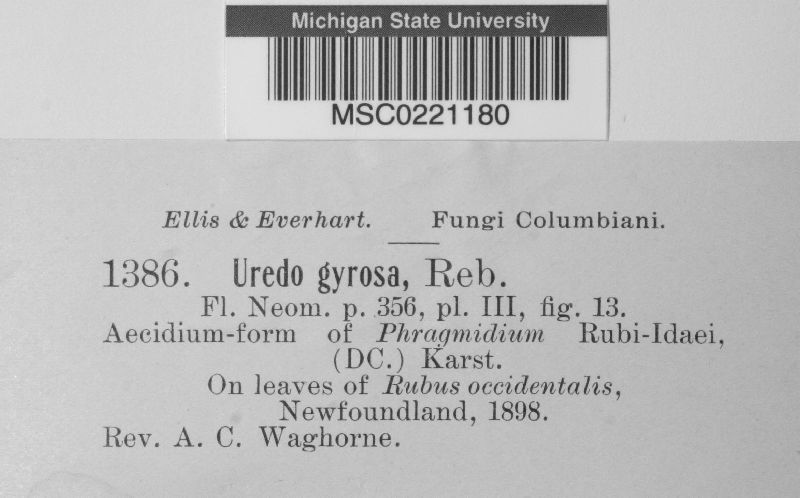 Michigan State University
MSC0221180
Ellis & Everhart. Fungi Columbiani.
1386. Uredo gyrosa, Reb.
Fl. Neom. p. 356, pl. III, fig. 13.
Aecidium-form of Phragmidium Rubi-Idaei,
(DC.) Karst.
On leaves of Rubus occidentalis,
Newfoundland, 1898.
Rev. A. C. Waghorne.